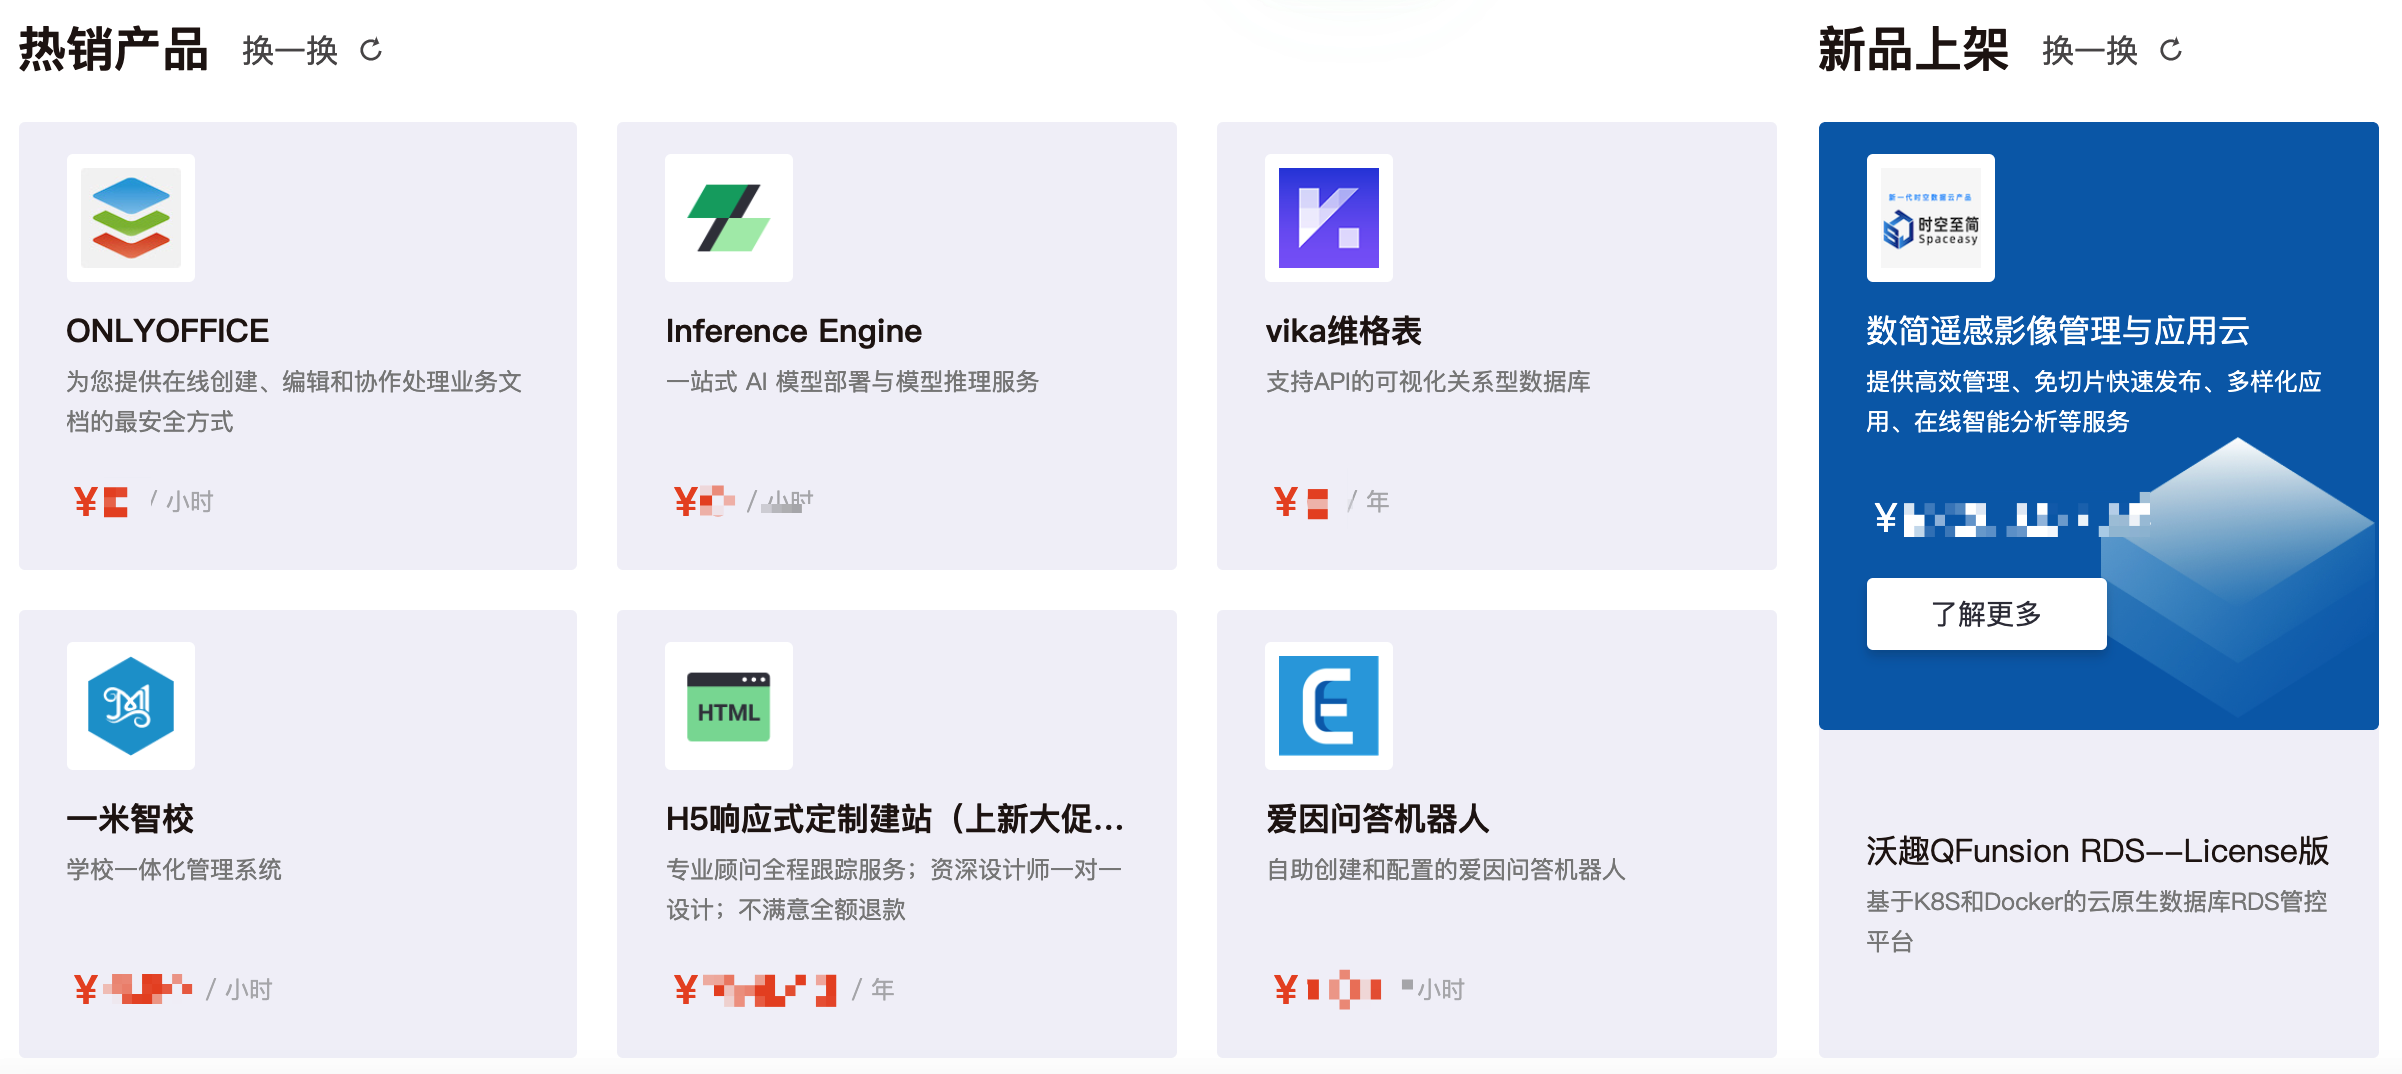 热销产品 换一换
ONLYOFFICE
为您提供在线创建、编辑和协作处理业务文
档的最安全方式
¥ / 小时
Inference Engine
一站式 AI 模型部署与模型推理服务
¥ / 小时
vika维格表
支持API的可视化关系型数据库
¥ / 年
一米智校
学校一体化管理系统
¥ / 小时
HTML
H5响应式定制建站（上新大促...
专业顾问全程跟踪服务；资深设计师一对一
设计；不满意全额退款
¥ / 年
爱因问答机器人
自助创建和配置的爱因问答机器人
¥ 小时
新品上架 换一换
新一代时空数据云产品
时空至简
Spaceasy
数简遥感影像管理与应用云
提供高效管理、免切片快速发布、多样化应
用、在线智能分析等服务
¥
了解更多
沃趣QFunsion RDS--License版
基于K8S和Docker的云原生数据库RDS管控
平台